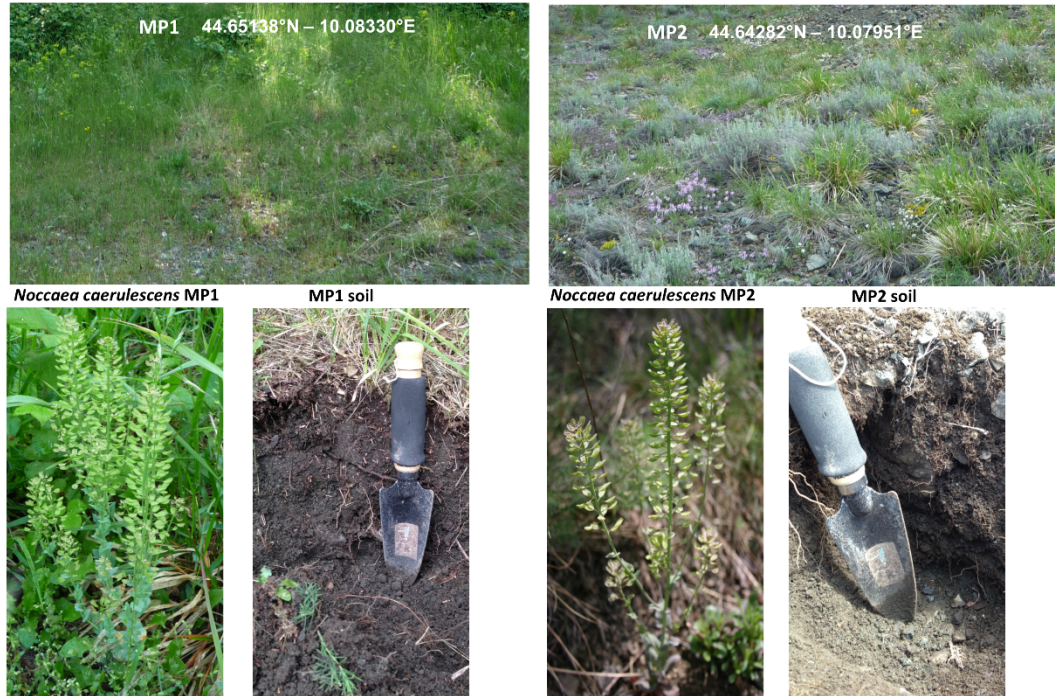 MP1 44.65138°N – 10.08330°E
MP2 44.64282°N – 10.07951°E
Noccaea caerulescens MP1
MP1 soil
Noccaea caerulescens MP2
MP2 soil